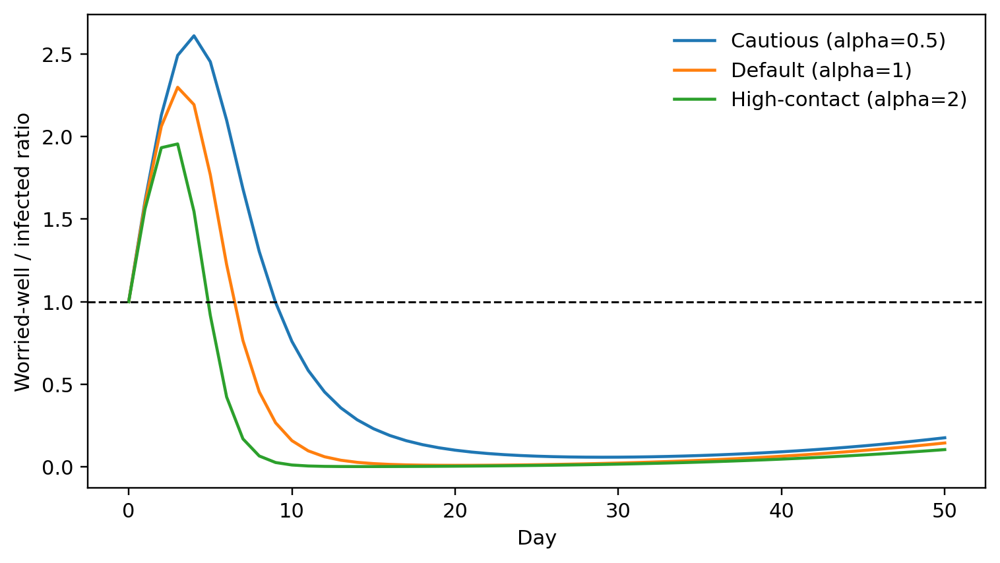 Cautious (alpha=0.5)
Default (alpha=1)
High-contact (alpha=2)
Worried-well / infected ratio
2.5
2.0
1.5
1.0
0.5
0.0
0 10 20 30 40 50
Day